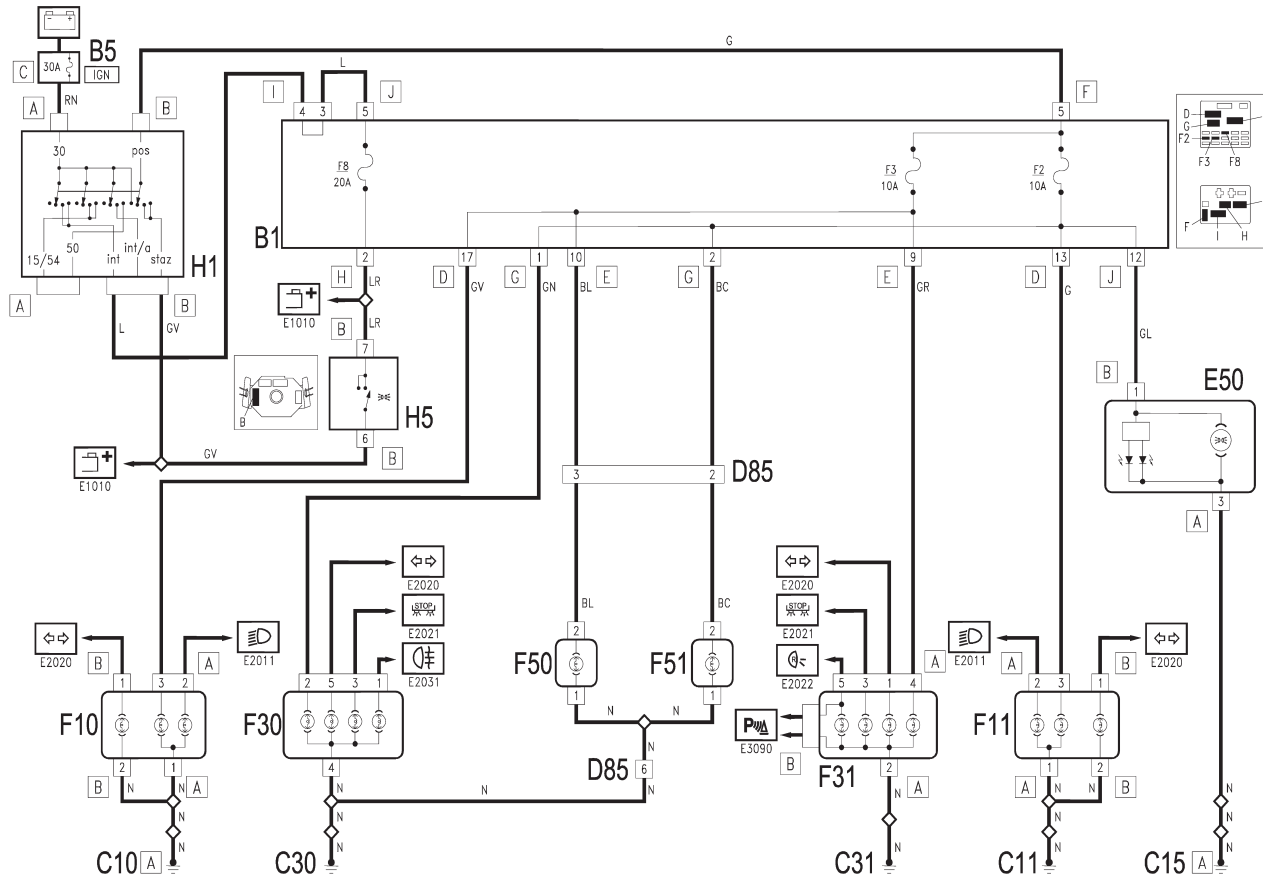 G
B5
30A
C
IGN
L
RN
I
J
F
A
B
4 3 5 5
30 pos
F8
20A
F3
10A
F2
10A
D
G
F2
F3 F8
F
I H
50 int/a
15/54 int staz
H1
B1
2 17 1 10 2 9 13 12
A
B
H
D
G
E
G
E
D
J
LR GV GN BL BC GR G
E1010
L GV
B
LR
GL
7
B
B
1
E50
H5
6
B
GV
E1010
3 2
D85
3
A
E2020
E2020
E2021
E2021
STOP
STOP
BL BC
E2020
B
A
E2011
E2031
2 2
F50
F51
E2022
R
A
E2011
A
B
E2020
1 3 2
2 5 3 1
1 1
5 3 1 4
2 3 1
F10
F30
N N
P
E3090
F31
F11
2 1
4
N
D85
6
B
2
1 2
B
N
A
N
N
N
N
A
N
A
N
N
B
N
N
N
N
N
N
N
C10
A
C30
C31
C11
C15
A